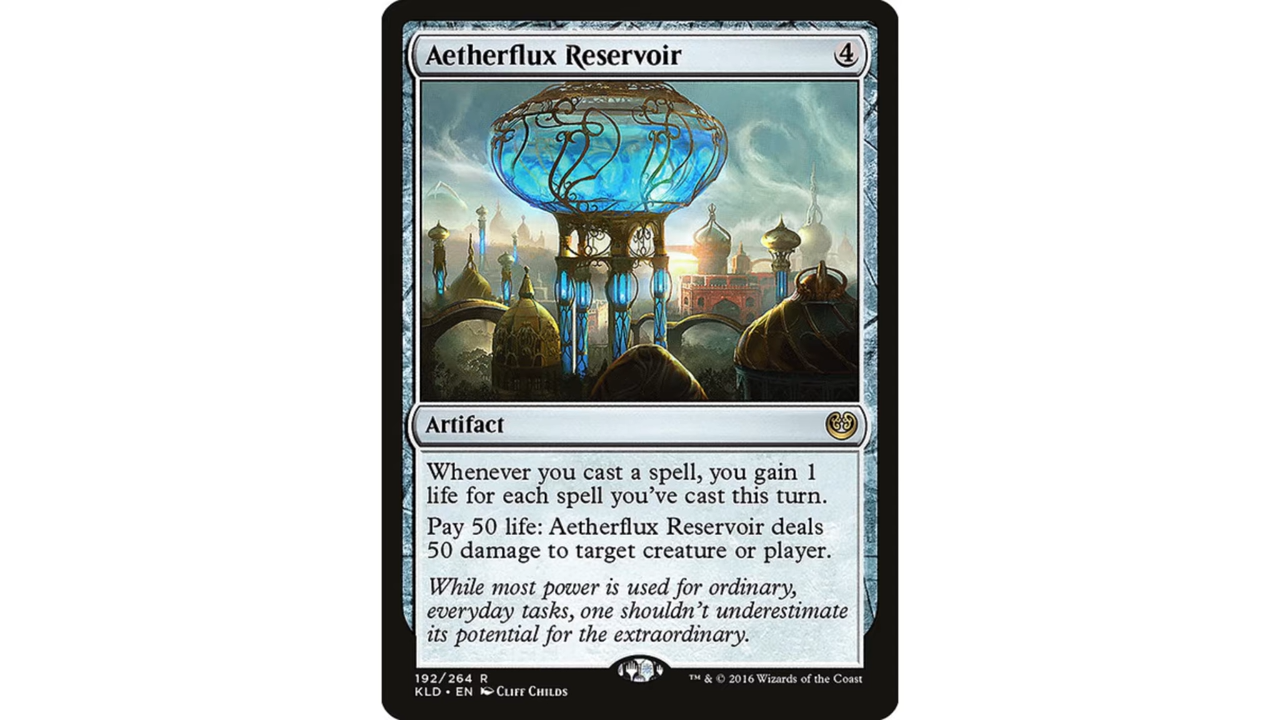 Aetherflux Reservoir 4
Artifact
Whenever you cast a spell, you gain 1
life for each spell you've cast this turn.
Pay 50 life: Aetherflux Reservoir deals
50 damage to target creature or player.
While most power is used for ordinary,
everyday tasks, one shouldn't underestimate
its potential for the extraordinary.
192/264 R
KLD • EN Cliff Childs
™ & © 2016 Wizards of the Coast